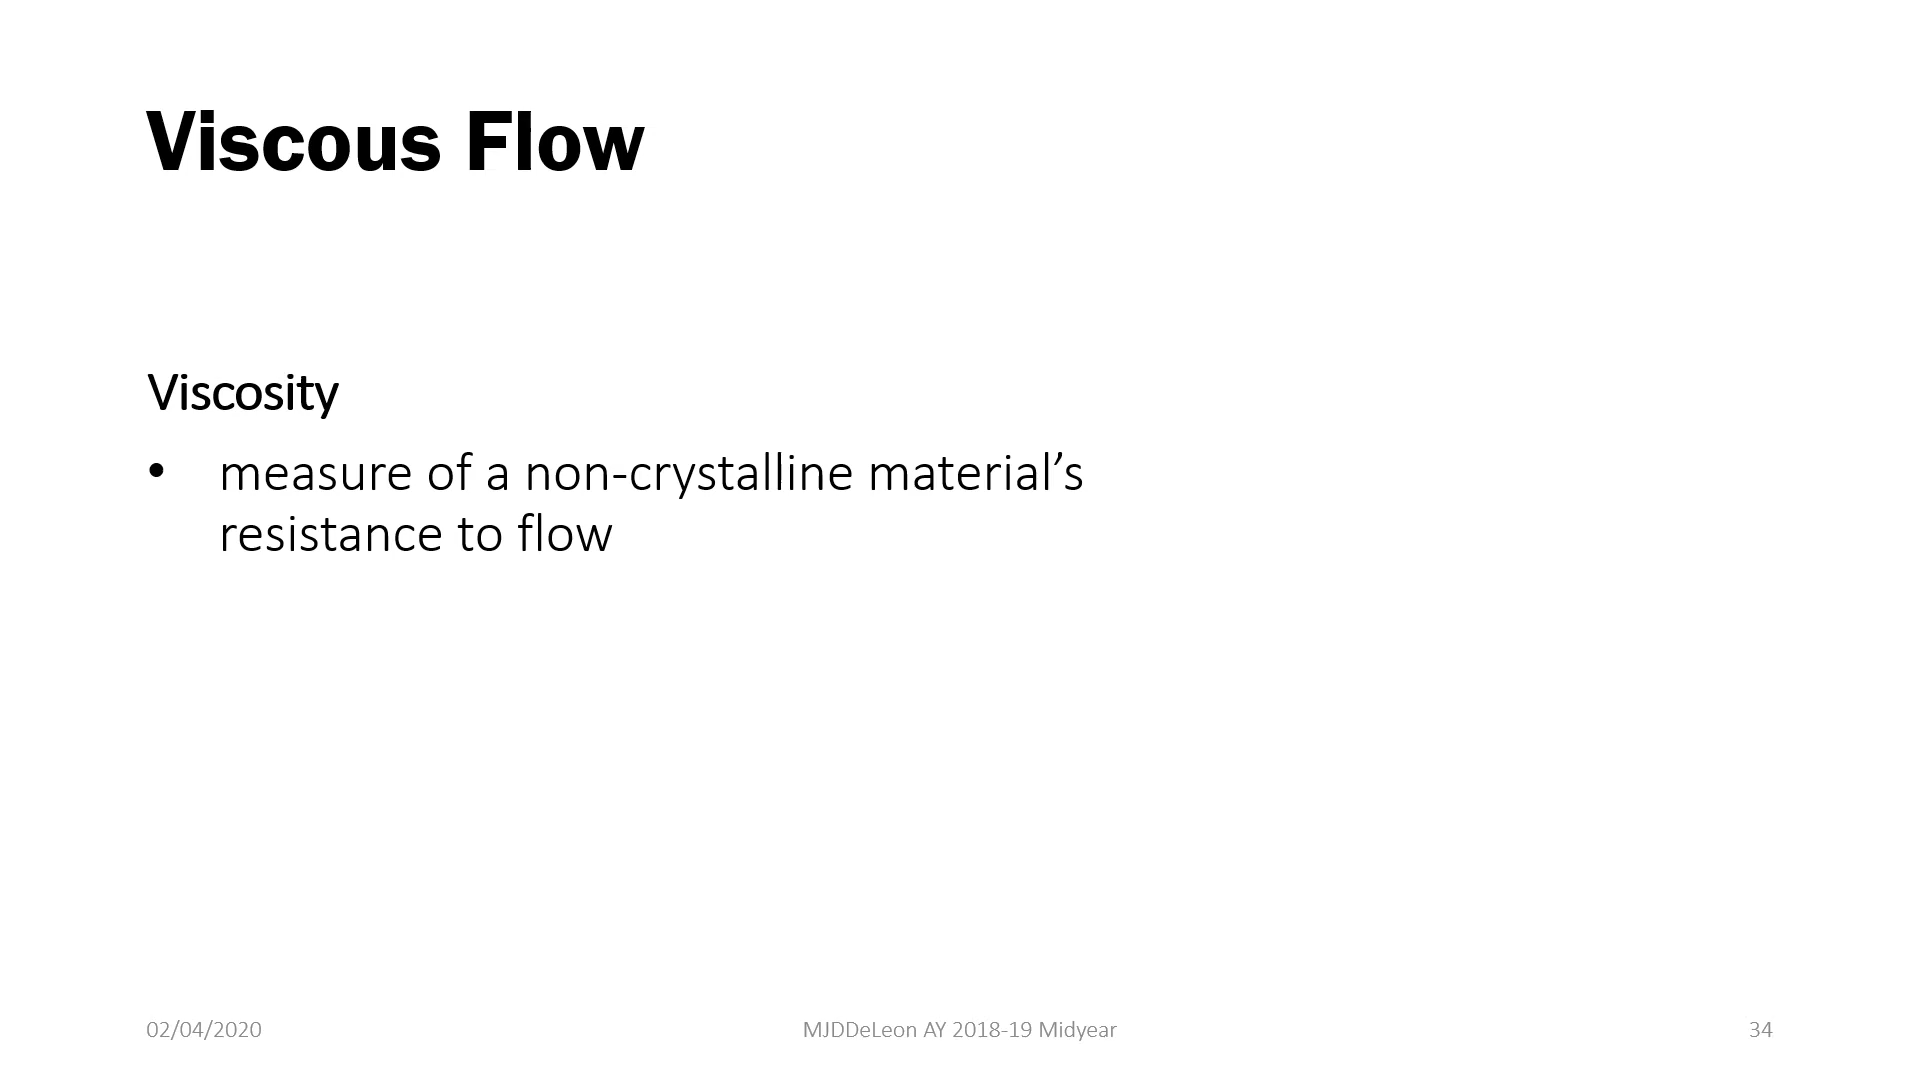 Viscous Flow
Viscosity
• measure of a non-crystalline material’s
resistance to flow
02/04/2020
MJDDeLeon AY 2018-19 Midyear
34